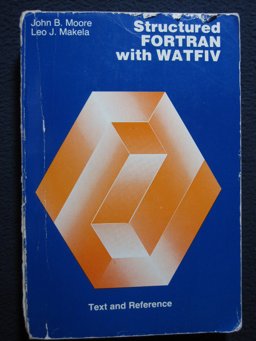 John B. Moore
Leo J. Makela
Structured
FORTRAN
with WATFIV
Text and Reference